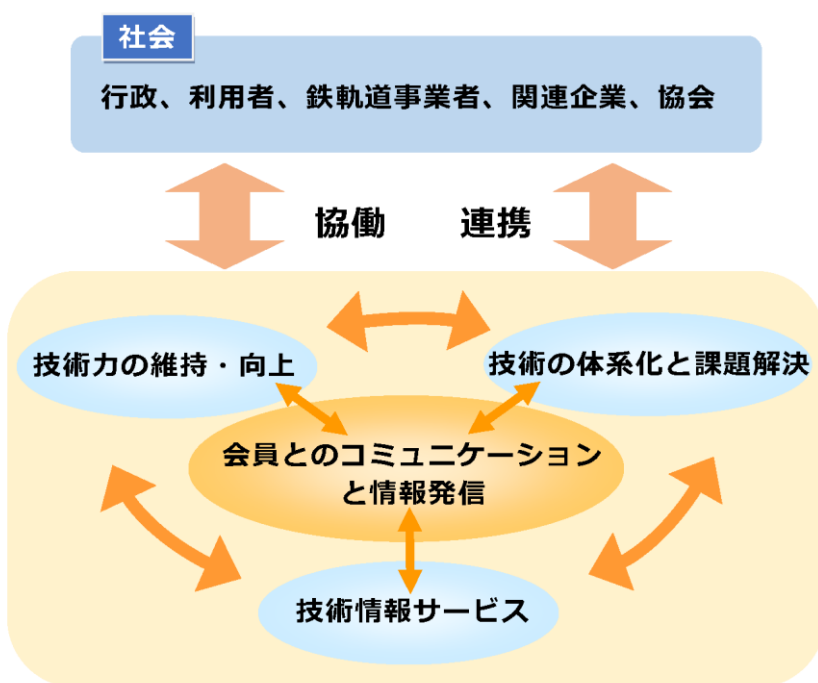 社会
行政、利用者、鉄軌道事業者、関連企業、協会
協働 連携
技術力の維持・向上
技術の体系化と課題解決
会員とのコミュニケーション
と情報発信
技術情報サービス